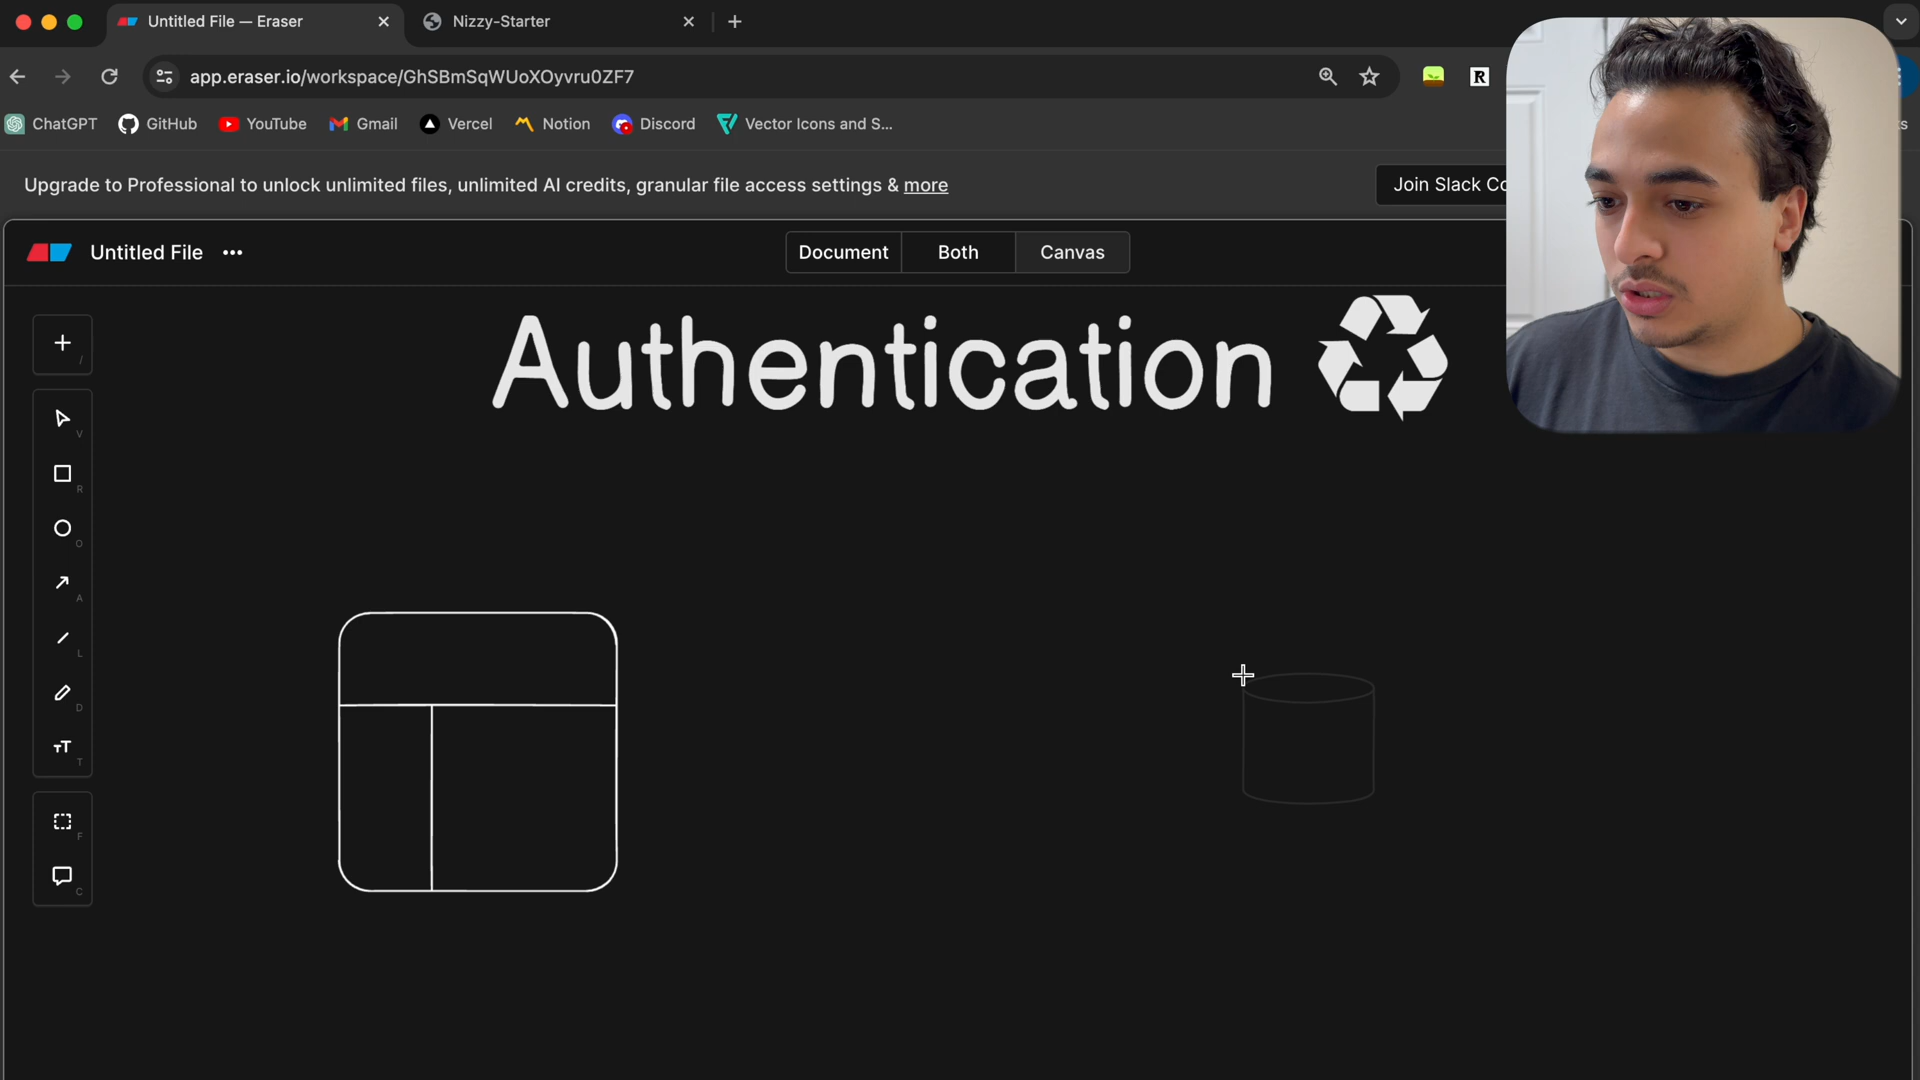 Untitled File — Eraser
Nizzy-Starter
app.eraser.io/workspace/GhSBmSqWUoXOyvru0ZF7
R
ChatGPT
GitHub
YouTube
Gmail
Vercel
Notion
Discord
Vector Icons and S...
Upgrade to Professional to unlock unlimited files, unlimited AI credits, granular file access settings & more
Join Slack Co
Untitled File
Document
Both
Canvas
Authentication
/
V
R
O
A
L
D
T
F
C